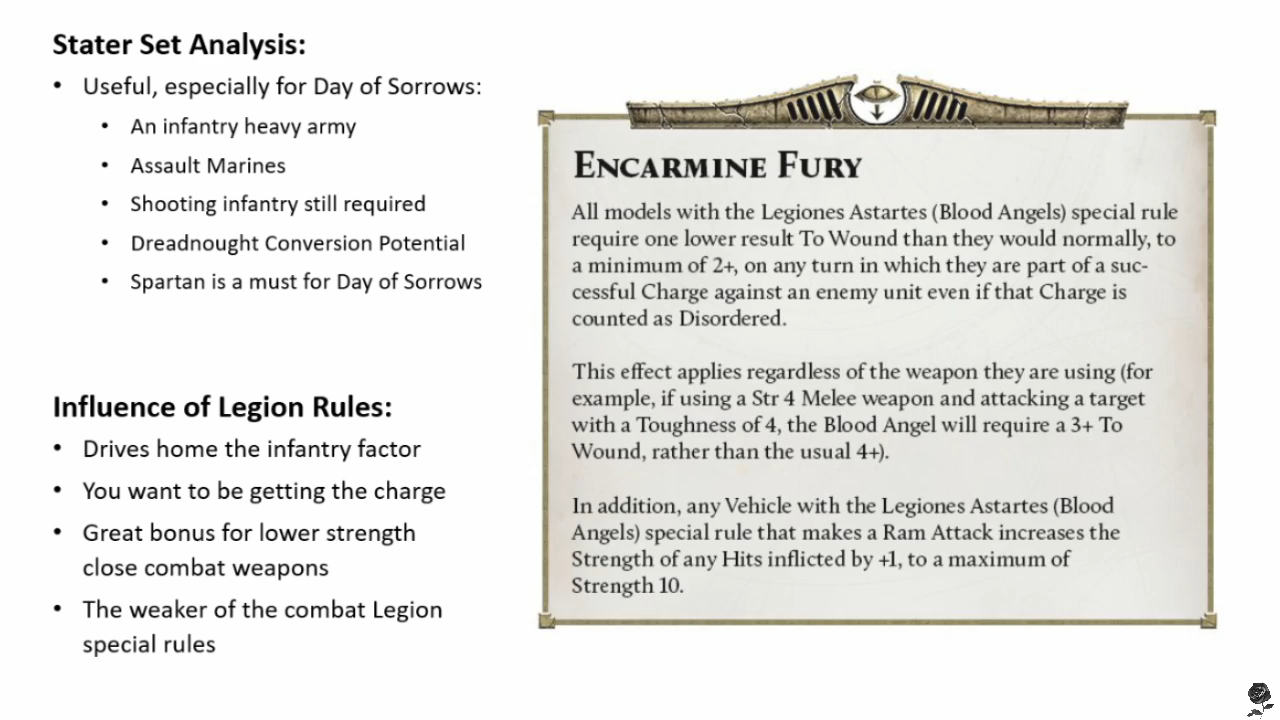 Stater Set Analysis:
• Useful, especially for Day of Sorrows:
• An infantry heavy army
• Assault Marines
• Shooting infantry still required
• Dreadnought Conversion Potential
• Spartan is a must for Day of Sorrows
Influence of Legion Rules:
• Drives home the infantry factor
• You want to be getting the charge
• Great bonus for lower strength
close combat weapons
• The weaker of the combat Legion
special rules
Encarmine Fury
All models with the Legiones Astartes (Blood Angels) special rule
require one lower result To Wound than they would normally, to
a minimum of 2+, on any turn in which they are part of a suc-
cessful Charge against an enemy unit even if that Charge is
counted as Disordered.
This effect applies regardless of the weapon they are using (for
example, if using a Str 4 Melee weapon and attacking a target
with a Toughness of 4, the Blood Angel will require a 3+ To
Wound, rather than the usual 4+).
In addition, any Vehicle with the Legiones Astartes (Blood
Angels) special rule that makes a Ram Attack increases the
Strength of any Hits inflicted by +1, to a maximum of
Strength 10.